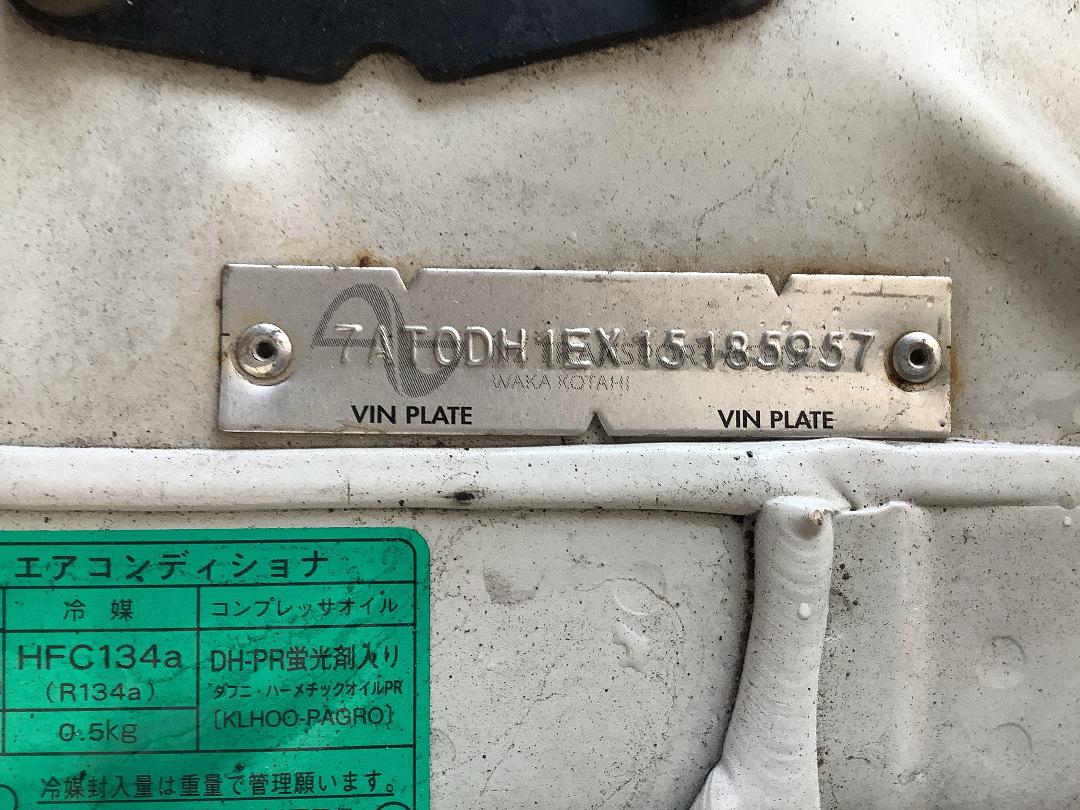 7AT0DH1EX15185957
WAKA KOTAHI
VIN PLATE VIN PLATE
エアコンディショナ
冷媒 コンプレッサオイル
HFC134a DH-PR蛍光剤入り
(R134a) ダフニ・ハーメチックオイルPR
0.5kg [KLHOO-PAGRO]
冷媒封入量は重量で管理願います。